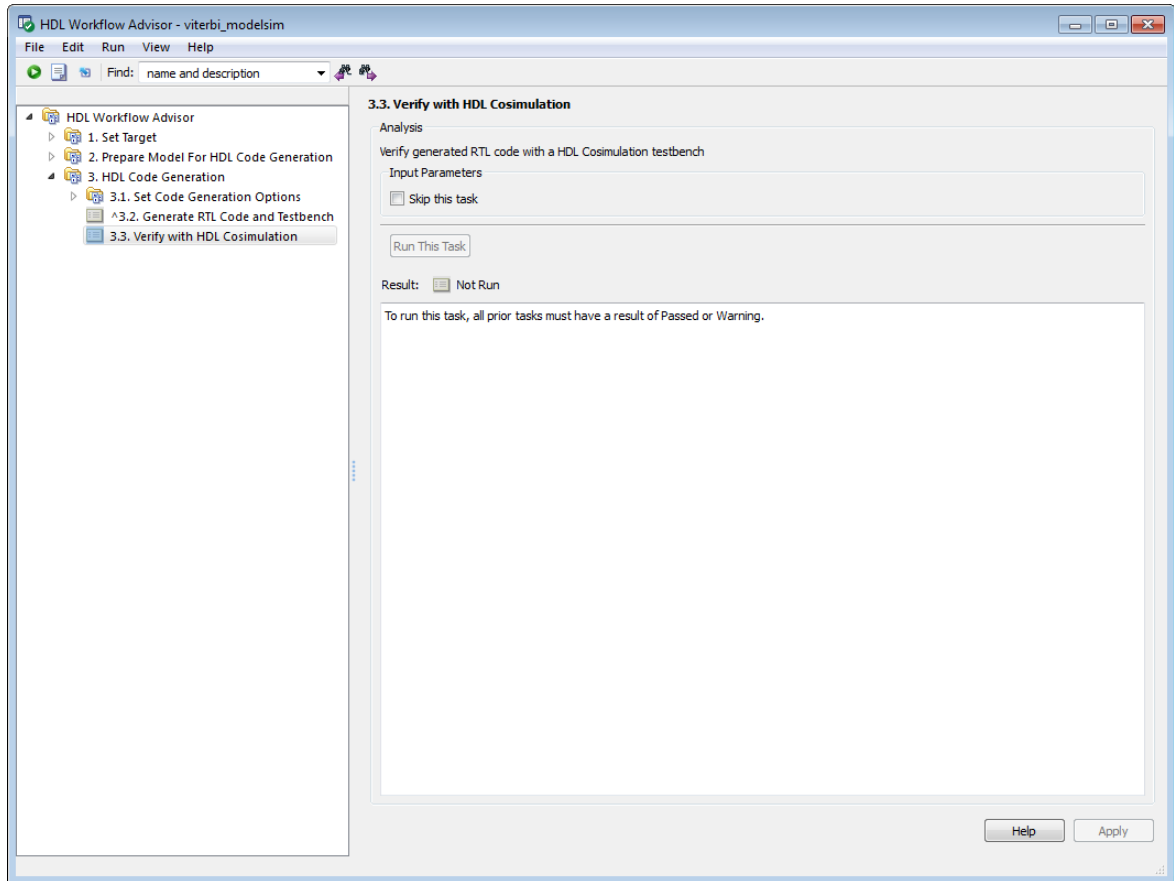 HDL Workflow Advisor - viterbi_modelsim
File Edit Run View Help
Find: name and description
HDL Workflow Advisor
1. Set Target
2. Prepare Model For HDL Code Generation
3. HDL Code Generation
3.1. Set Code Generation Options
^3.2. Generate RTL Code and Testbench
3.3. Verify with HDL Cosimulation
3.3. Verify with HDL Cosimulation
Analysis
Verify generated RTL code with a HDL Cosimulation testbench
Input Parameters
Skip this task
Run This Task
Result: Not Run
To run this task, all prior tasks must have a result of Passed or Warning.
Help Apply